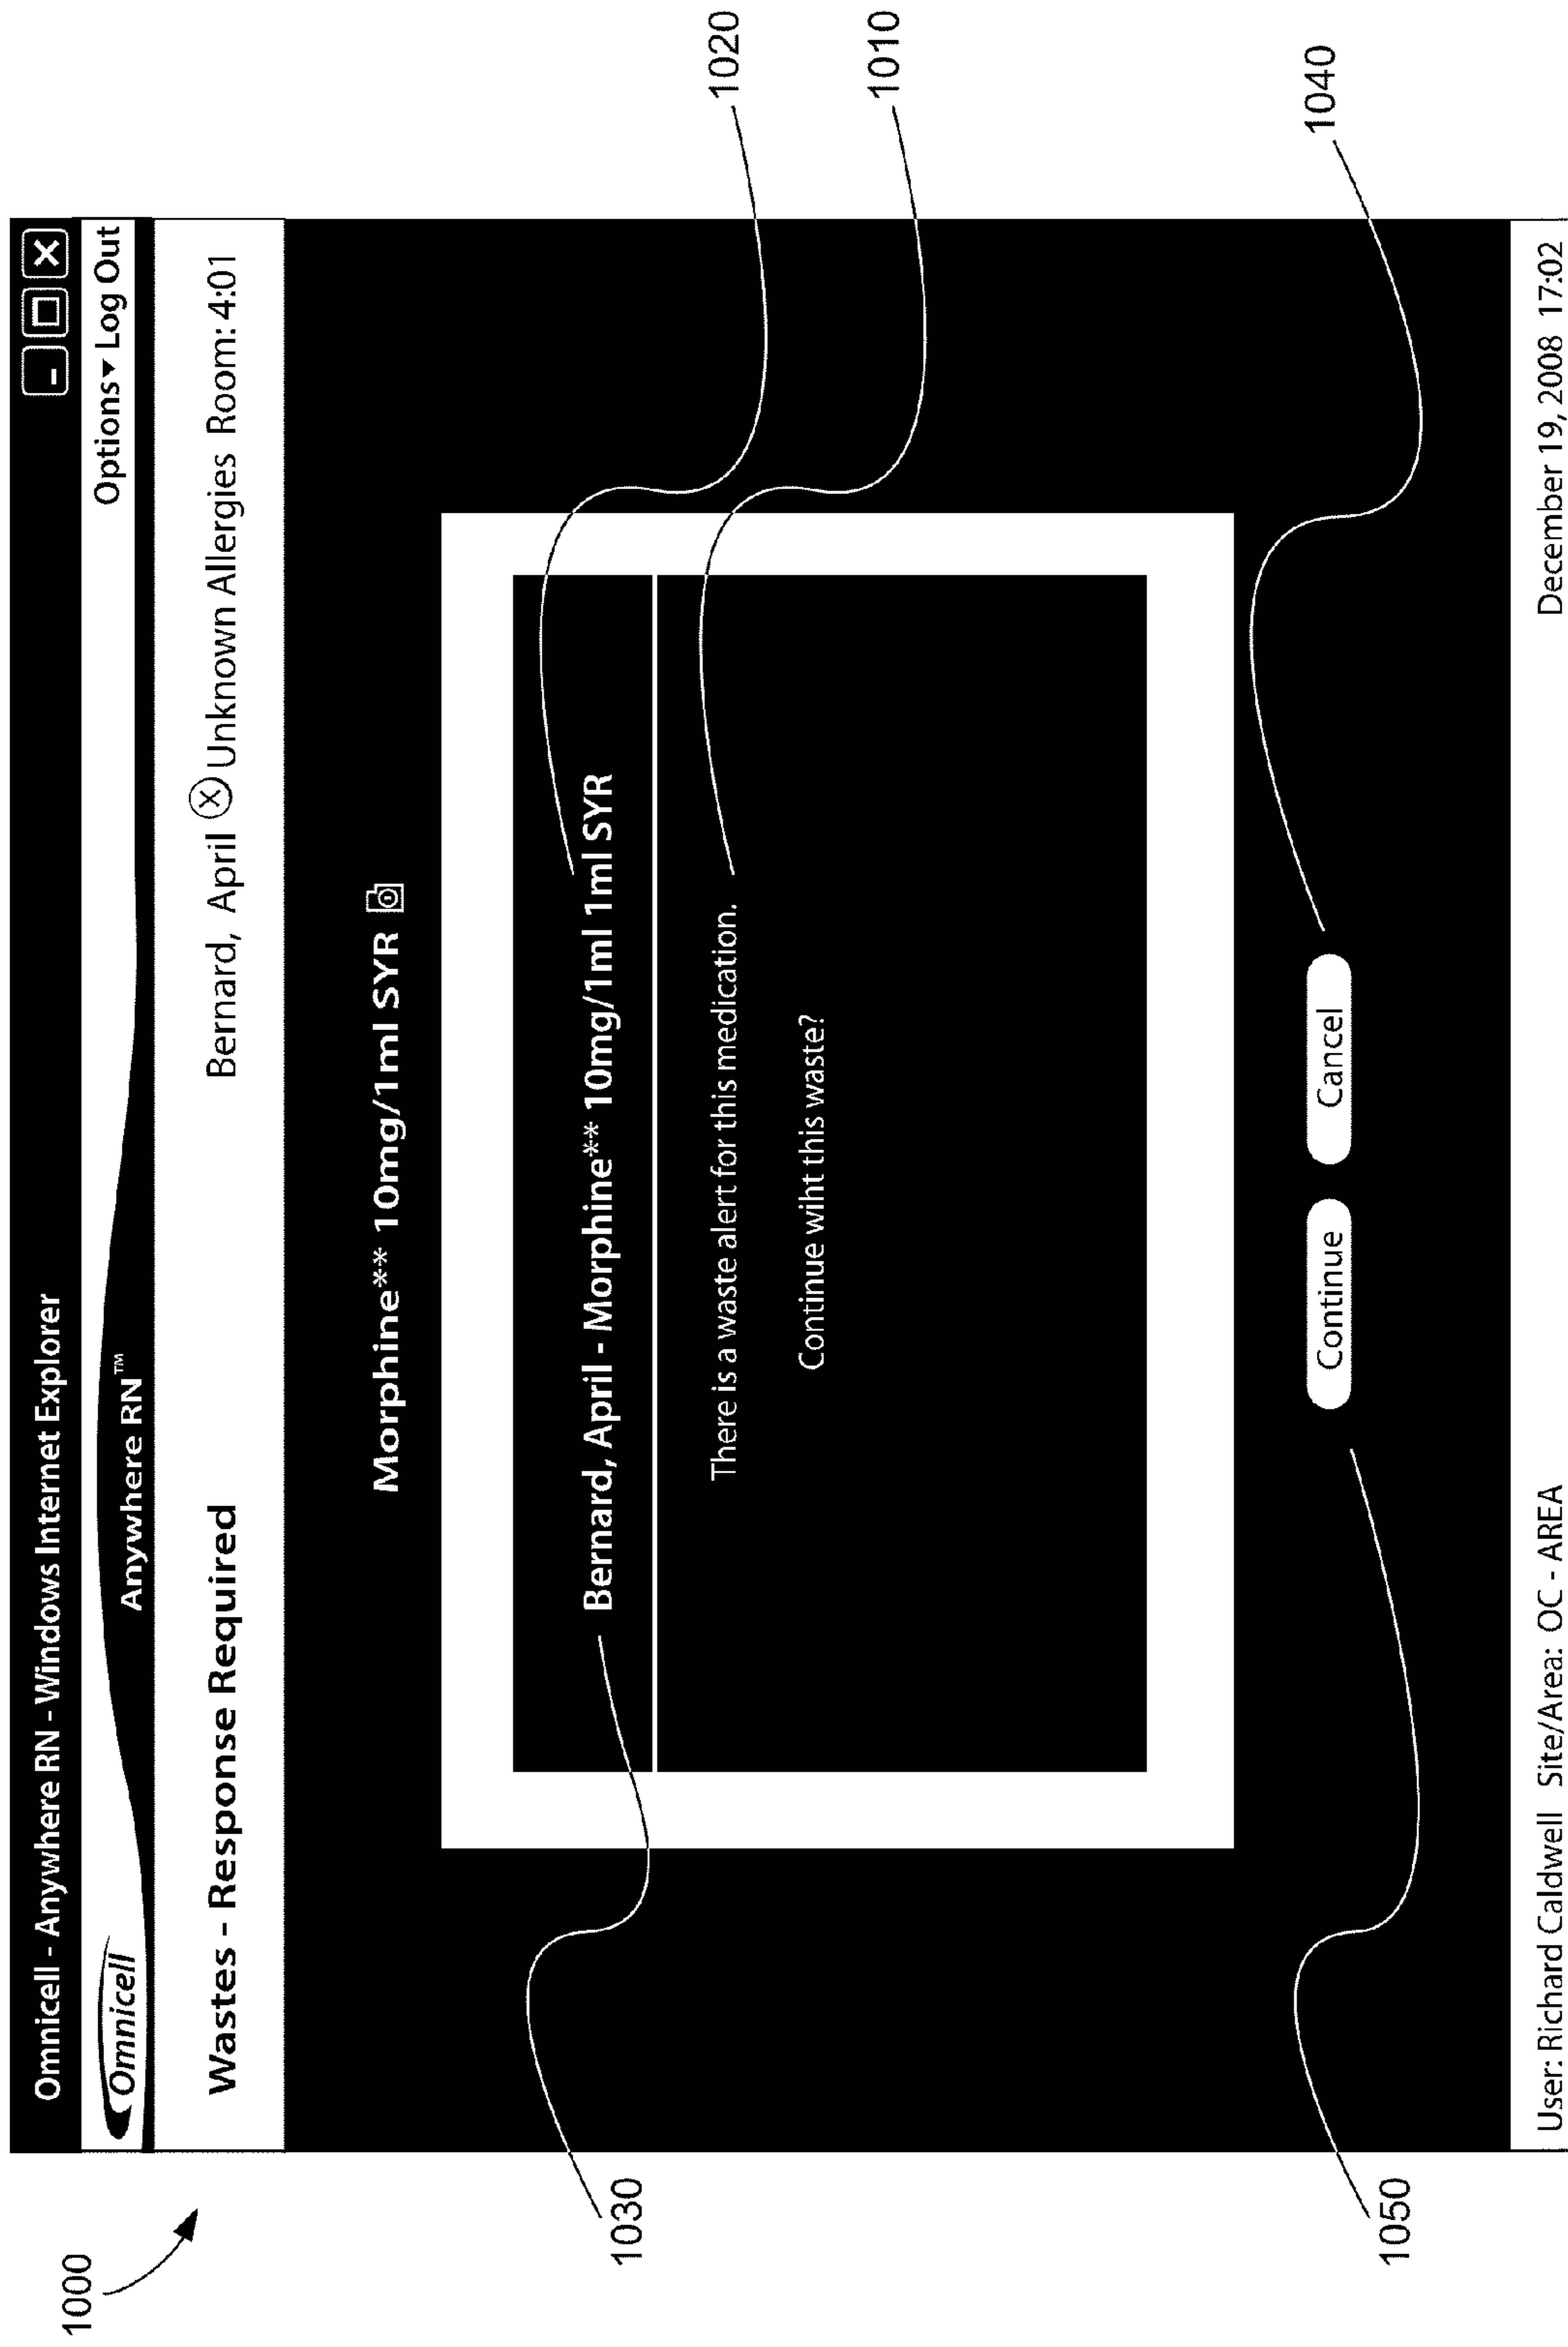 1000
Omnicell - Anywhere RN - Windows Internet Explorer
Omnicell
Anywhere RN™
Options▾ Log Out
Wastes - Response Required
Bernard, April ⓧ Unknown Allergies Room: 4:01
Morphine** 10mg/1ml SYR
1030
Bernard, April - Morphine** 10mg/1ml 1ml SYR
1020
There is a waste alert for this medication.
1010
Continue wiht this waste?
1050
Continue
Cancel
1040
User: Richard Caldwell Site/Area: OC - AREA
December 19, 2008 17:02